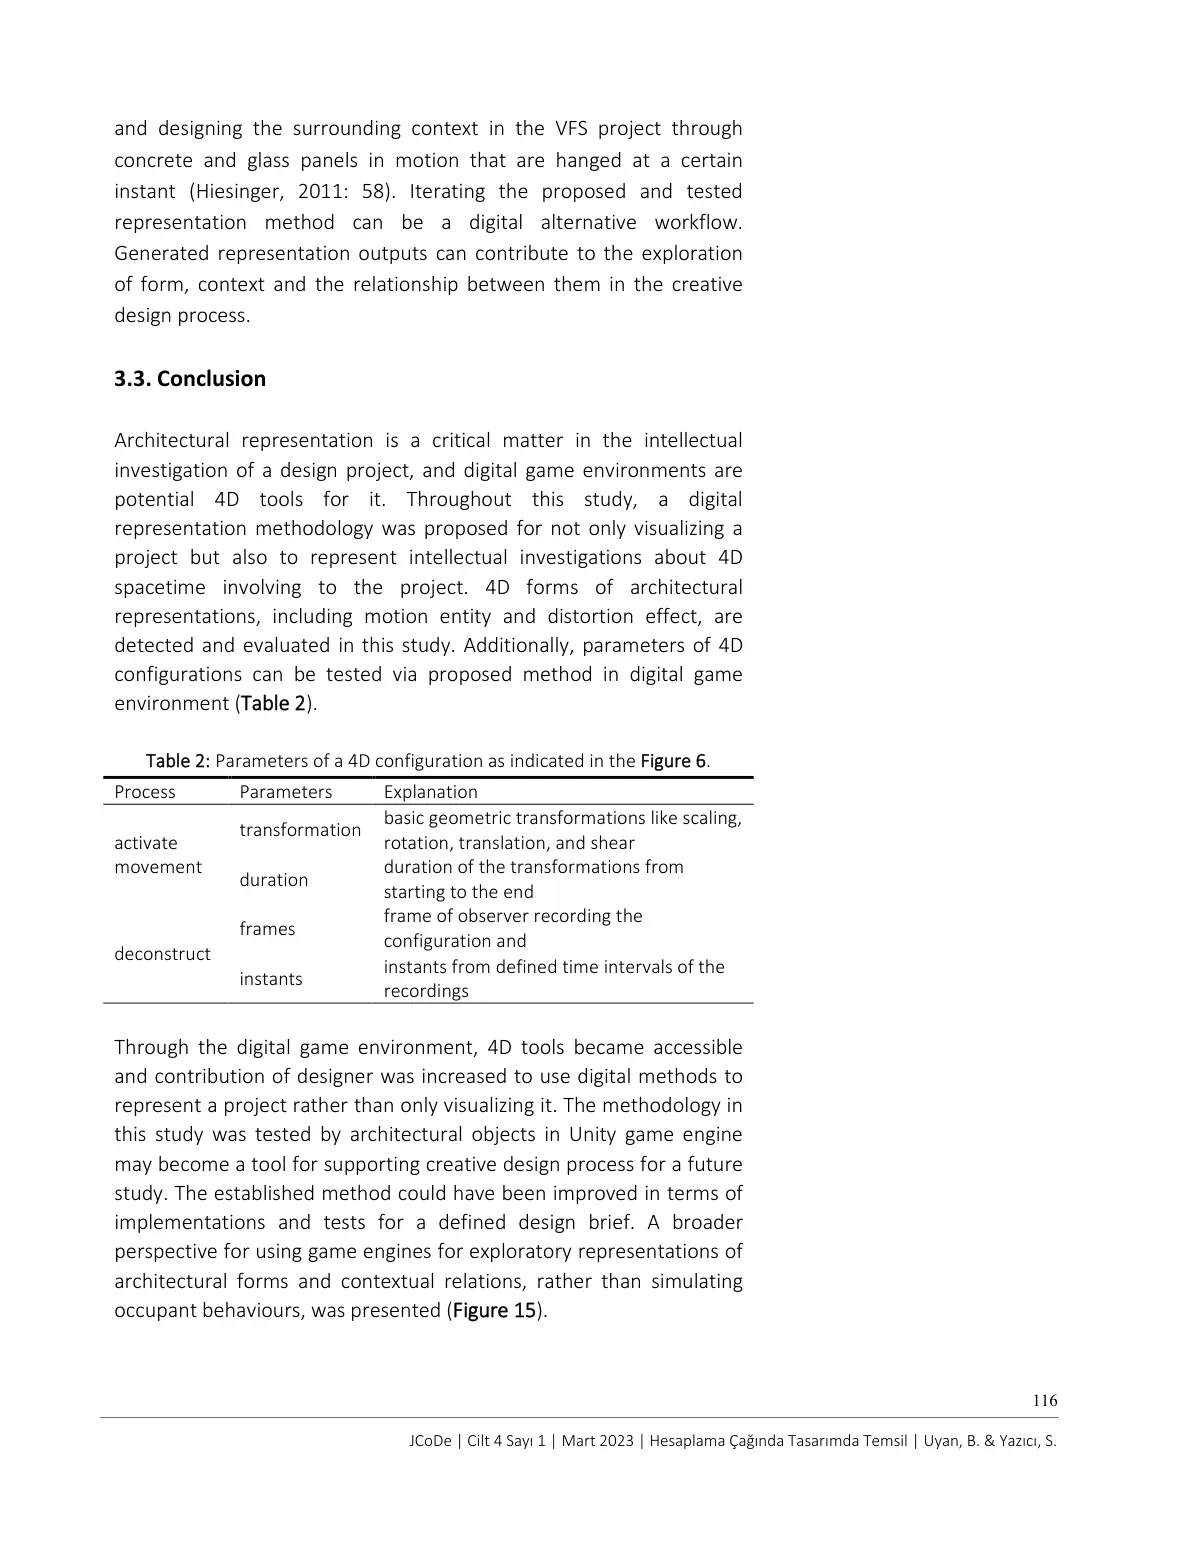 and designing the surrounding context in the VFS project through
concrete and glass panels in motion that are hanged at a certain
instant (Hiesinger, 2011: 58). Iterating the proposed and tested
representation method can be a digital alternative workflow.
Generated representation outputs can contribute to the exploration
of form, context and the relationship between them in the creative
design process.
3.3. Conclusion
Architectural representation is a critical matter in the intellectual
investigation of a design project, and digital game environments are
potential 4D tools for it. Throughout this study, a digital
representation methodology was proposed for not only visualizing a
project but also to represent intellectual investigations about 4D
spacetime involving to the project. 4D forms of architectural
representations, including motion entity and distortion effect, are
detected and evaluated in this study. Additionally, parameters of 4D
configurations can be tested via proposed method in digital game
environment (Table 2).
Table 2: Parameters of a 4D configuration as indicated in the Figure 6.
Process Parameters Explanation
activate
movement
transformation
basic geometric transformations like scaling,
rotation, translation, and shear
duration
duration of the transformations from
starting to the end
deconstruct
frames
frame of observer recording the
configuration and
instants
instants from defined time intervals of the
recordings
Through the digital game environment, 4D tools became accessible
and contribution of designer was increased to use digital methods to
represent a project rather than only visualizing it. The methodology in
this study was tested by architectural objects in Unity game engine
may become a tool for supporting creative design process for a future
study. The established method could have been improved in terms of
implementations and tests for a defined design brief. A broader
perspective for using game engines for exploratory representations of
architectural forms and contextual relations, rather than simulating
occupant behaviours, was presented (Figure 15).
116
JCoDe | Cilt 4 Sayı 1 | Mart 2023 | Hesaplama Çağında Tasarımda Temsil | Uyan, B. & Yazıcı, S.